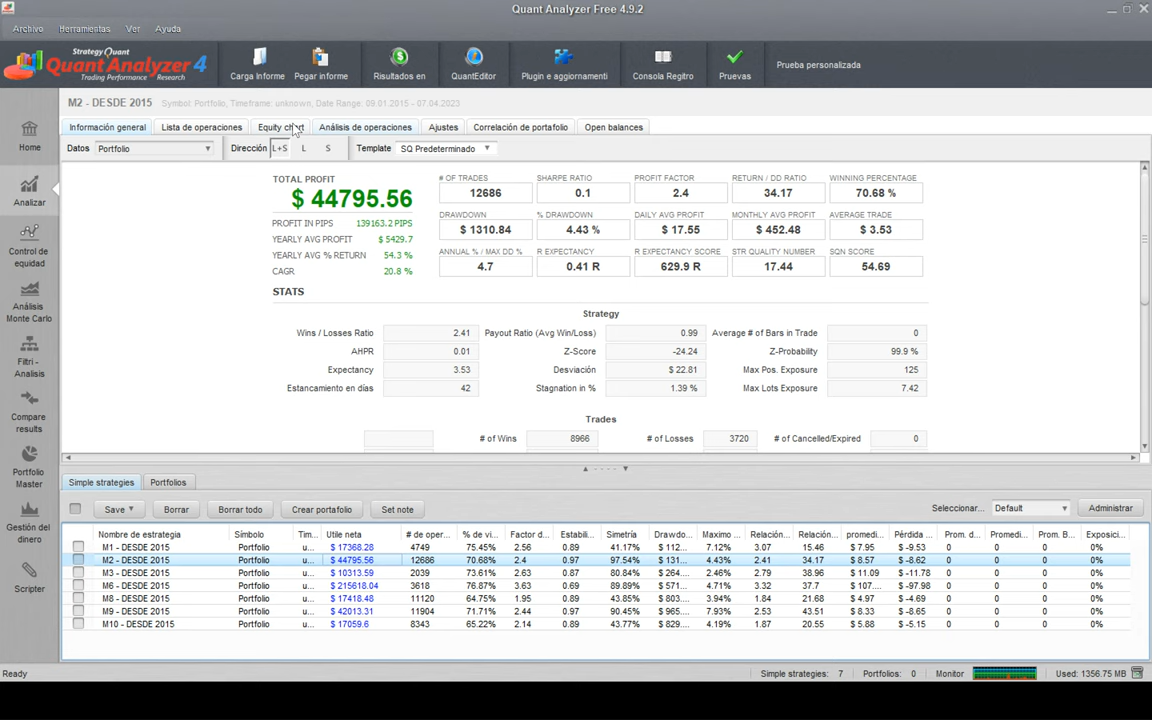 Quant Analyzer Free 4.9.2
Archivo Herramientas Ver Ayuda
Strategy Quant
QuantAnalyzer 4
Trading Performance Research
Carga Informe Pegar informe Risultados en QuantEditor Plugin e aggiornamenti Consola Regitro Pruevas Prueba personalizada
M2 - DESDE 2015 Symbol: Portfolio, Timeframe: unknown, Date Range: 09.01.2015 - 07.04.2023
Información general Lista de operaciones Equity chart Análisis de operaciones Ajustes Correlación de portafolio Open balances
Datos Portfolio Dirección L+S L S Template SQ Predeterminado
Home
Analizar
Control de equidad
Análisis Monte Carlo
Filtri - Analisis
Compare results
Portfolio Master
Gestión del dinero
Scripter
TOTAL PROFIT
$ 44795.56
PROFIT IN PIPS 139163.2 PIPS
YEARLY AVG PROFIT $ 5429.7
YEARLY AVG % RETURN 54.3 %
CAGR 20.8 %
# OF TRADES SHARPE RATIO PROFIT FACTOR RETURN / DD RATIO WINNING PERCENTAGE
12686 0.1 2.4 34.17 70.68 %
DRAWDOWN % DRAWDOWN DAILY AVG PROFIT MONTHLY AVG PROFIT AVERAGE TRADE
$ 1310.84 4.43 % $ 17.55 $ 452.48 $ 3.53
ANNUAL % / MAX DD % R EXPECTANCY R EXPECTANCY SCORE STR QUALITY NUMBER SQN SCORE
4.7 0.41 R 629.9 R 17.44 54.69
STATS
Strategy
Wins / Losses Ratio 2.41 Payout Ratio (Avg Win/Loss) 0.99 Average # of Bars in Trade 0
AHPR 0.01 Z-Score -24.24 Z-Probability 99.9 %
Expectancy 3.53 Desviación $ 22.81 Max Pos. Exposure 125
Estancamiento en días 42 Stagnation in % 1.39 % Max Lots Exposure 7.42
Trades
# of Wins 8966 # of Losses 3720 # of Cancelled/Expired 0
Simple strategies Portfolios
Save Borrar Borrar todo Crear portafolio Set note Seleccionar... Default Administrar
Nombre de estrategia Símbolo Tim... Utile neta # de oper... % de vi... Factor d... Estabili... Simetría Drawdo... Maximo ... Relación... Relación... promedi... Pérdida ... Prom. d... Promedi... Prom. B... Exposici...
M1 - DESDE 2015 Portfolio u... $ 17368.28 4749 75.45% 2.56 0.89 41.17% $ 112... 7.12% 3.07 15.46 $ 7.95 $ -9.53 0 0 0 0%
M2 - DESDE 2015 Portfolio u... $ 44795.56 12686 70.68% 2.4 0.97 97.54% $ 131... 4.43% 2.41 34.17 $ 8.57 $ -8.62 0 0 0 0%
M3 - DESDE 2015 Portfolio u... $ 10313.59 2039 73.61% 2.63 0.87 80.84% $ 264... 2.46% 2.79 38.96 $ 11.09 $ -11.78 0 0 0 0%
M6 - DESDE 2015 Portfolio u... $ 215618.04 3618 76.87% 3.63 0.68 89.89% $ 571... 4.71% 3.32 37.7 $ ... $ -97.98 0 0 0 0%
M8 - DESDE 2015 Portfolio u... $ 17418.48 11120 64.75% 1.95 0.84 43.85% $ 803... 3.94% 1.84 21.68 $ 4.97 $ -4.69 0 0 0 0%
M9 - DESDE 2015 Portfolio u... $ 42013.31 11904 71.71% 2.44 0.97 90.45% $ 965... 7.93% 2.53 43.51 $ 8.33 $ -8.65 0 0 0 0%
M10 - DESDE 2015 Portfolio u... $ 17059.6 8343 65.22% 2.14 0.89 43.77% $ 829... 4.19% 1.87 20.55 $ 5.88 $ -5.15 0 0 0 0%
Ready Simple strategies: 7 Portfolios: 0 Monitor Used: 1356.75 MB